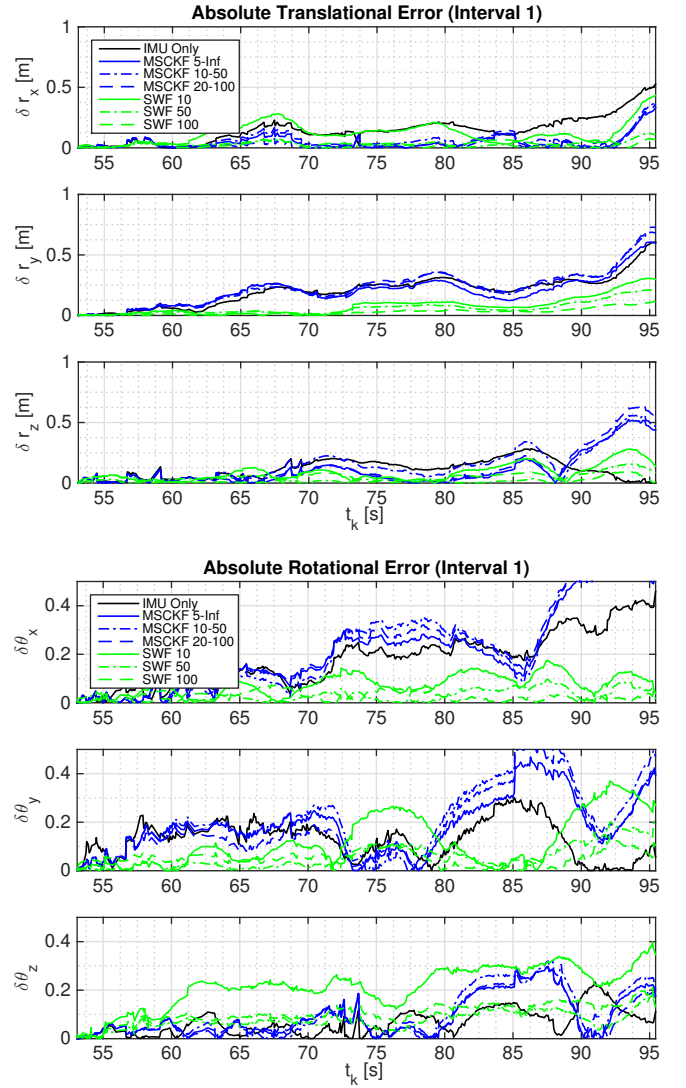 Absolute Translational Error (Interval 1)
δ r_x [m]
1
0.5
0
IMU Only
MSCKF 5-Inf
MSCKF 10-50
MSCKF 20-100
SWF 10
SWF 50
SWF 100
55 60 65 70 75 80 85 90 95
δ r_y [m]
1
0.5
0
55 60 65 70 75 80 85 90 95
δ r_z [m]
1
0.5
0
55 60 65 70 75 80 85 90 95
t_k [s]
Absolute Rotational Error (Interval 1)
δθ_x
0.4
0.2
0
IMU Only
MSCKF 5-Inf
MSCKF 10-50
MSCKF 20-100
SWF 10
SWF 50
SWF 100
55 60 65 70 75 80 85 90 95
δθ_y
0.4
0.2
0
55 60 65 70 75 80 85 90 95
δθ_z
0.4
0.2
0
55 60 65 70 75 80 85 90 95
t_k [s]